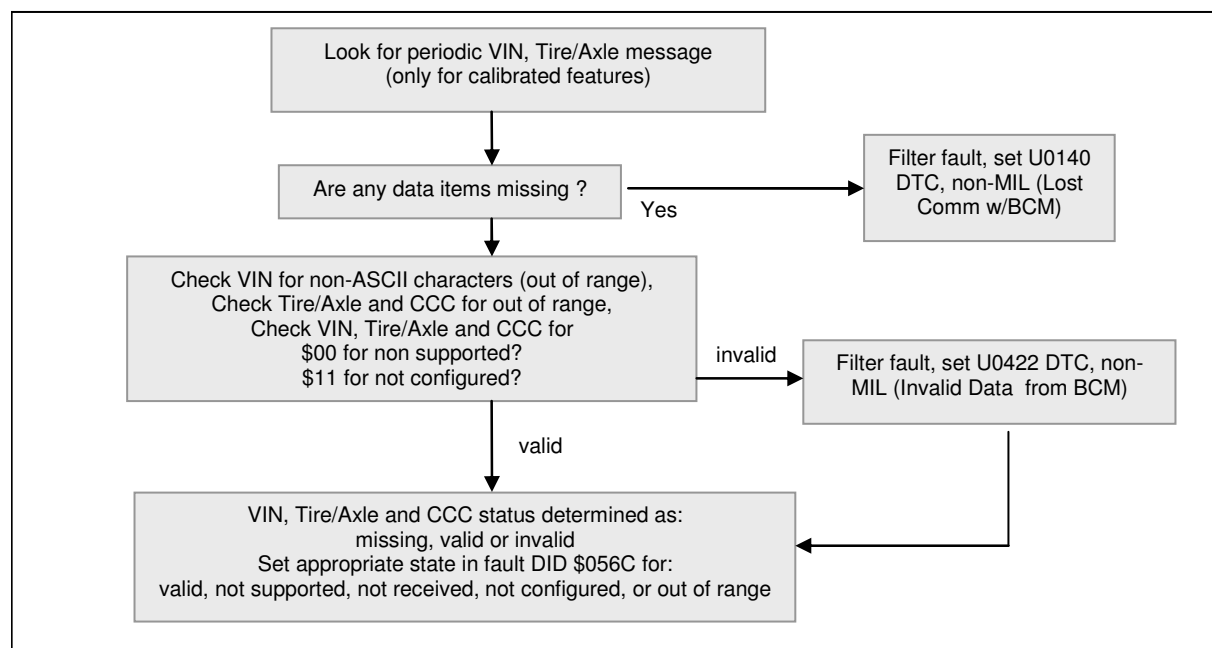 Look for periodic VIN, Tire/Axle message
(only for calibrated features)
Are any data items missing ?
Yes
Filter fault, set U0140
DTC, non-MIL (Lost
Comm w/BCM)
Check VIN for non-ASCII characters (out of range),
Check Tire/Axle and CCC for out of range,
Check VIN, Tire/Axle and CCC for
$00 for non supported?
$11 for not configured?
invalid
Filter fault, set U0422 DTC, non-
MIL (Invalid Data from BCM)
valid
VIN, Tire/Axle and CCC status determined as:
missing, valid or invalid
Set appropriate state in fault DID $056C for:
valid, not supported, not received, not configured, or out of range